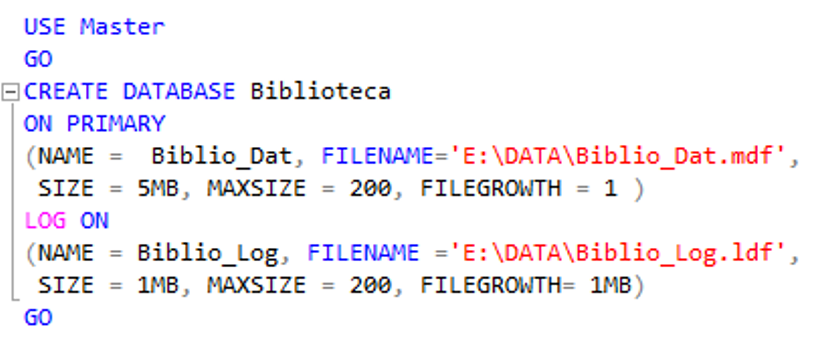 USE Master
GO
CREATE DATABASE Biblioteca
ON PRIMARY
(NAME =  Biblio_Dat, FILENAME='E:\DATA\Biblio_Dat.mdf',
SIZE = 5MB, MAXSIZE = 200, FILEGROWTH = 1 )
LOG ON
(NAME = Biblio_Log, FILENAME ='E:\DATA\Biblio_Log.ldf',
SIZE = 1MB, MAXSIZE = 200, FILEGROWTH= 1MB)
GO